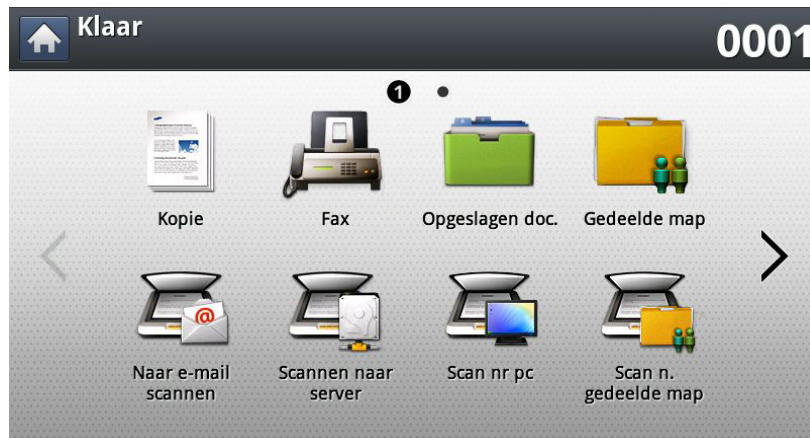 Klaar
0001
1
Kopie
Fax
Opgeslagen doc.
Gedeelde map
Naar e-mail
scannen
Scannen naar
server
Scan nr pc
Scan n.
gedeelde map